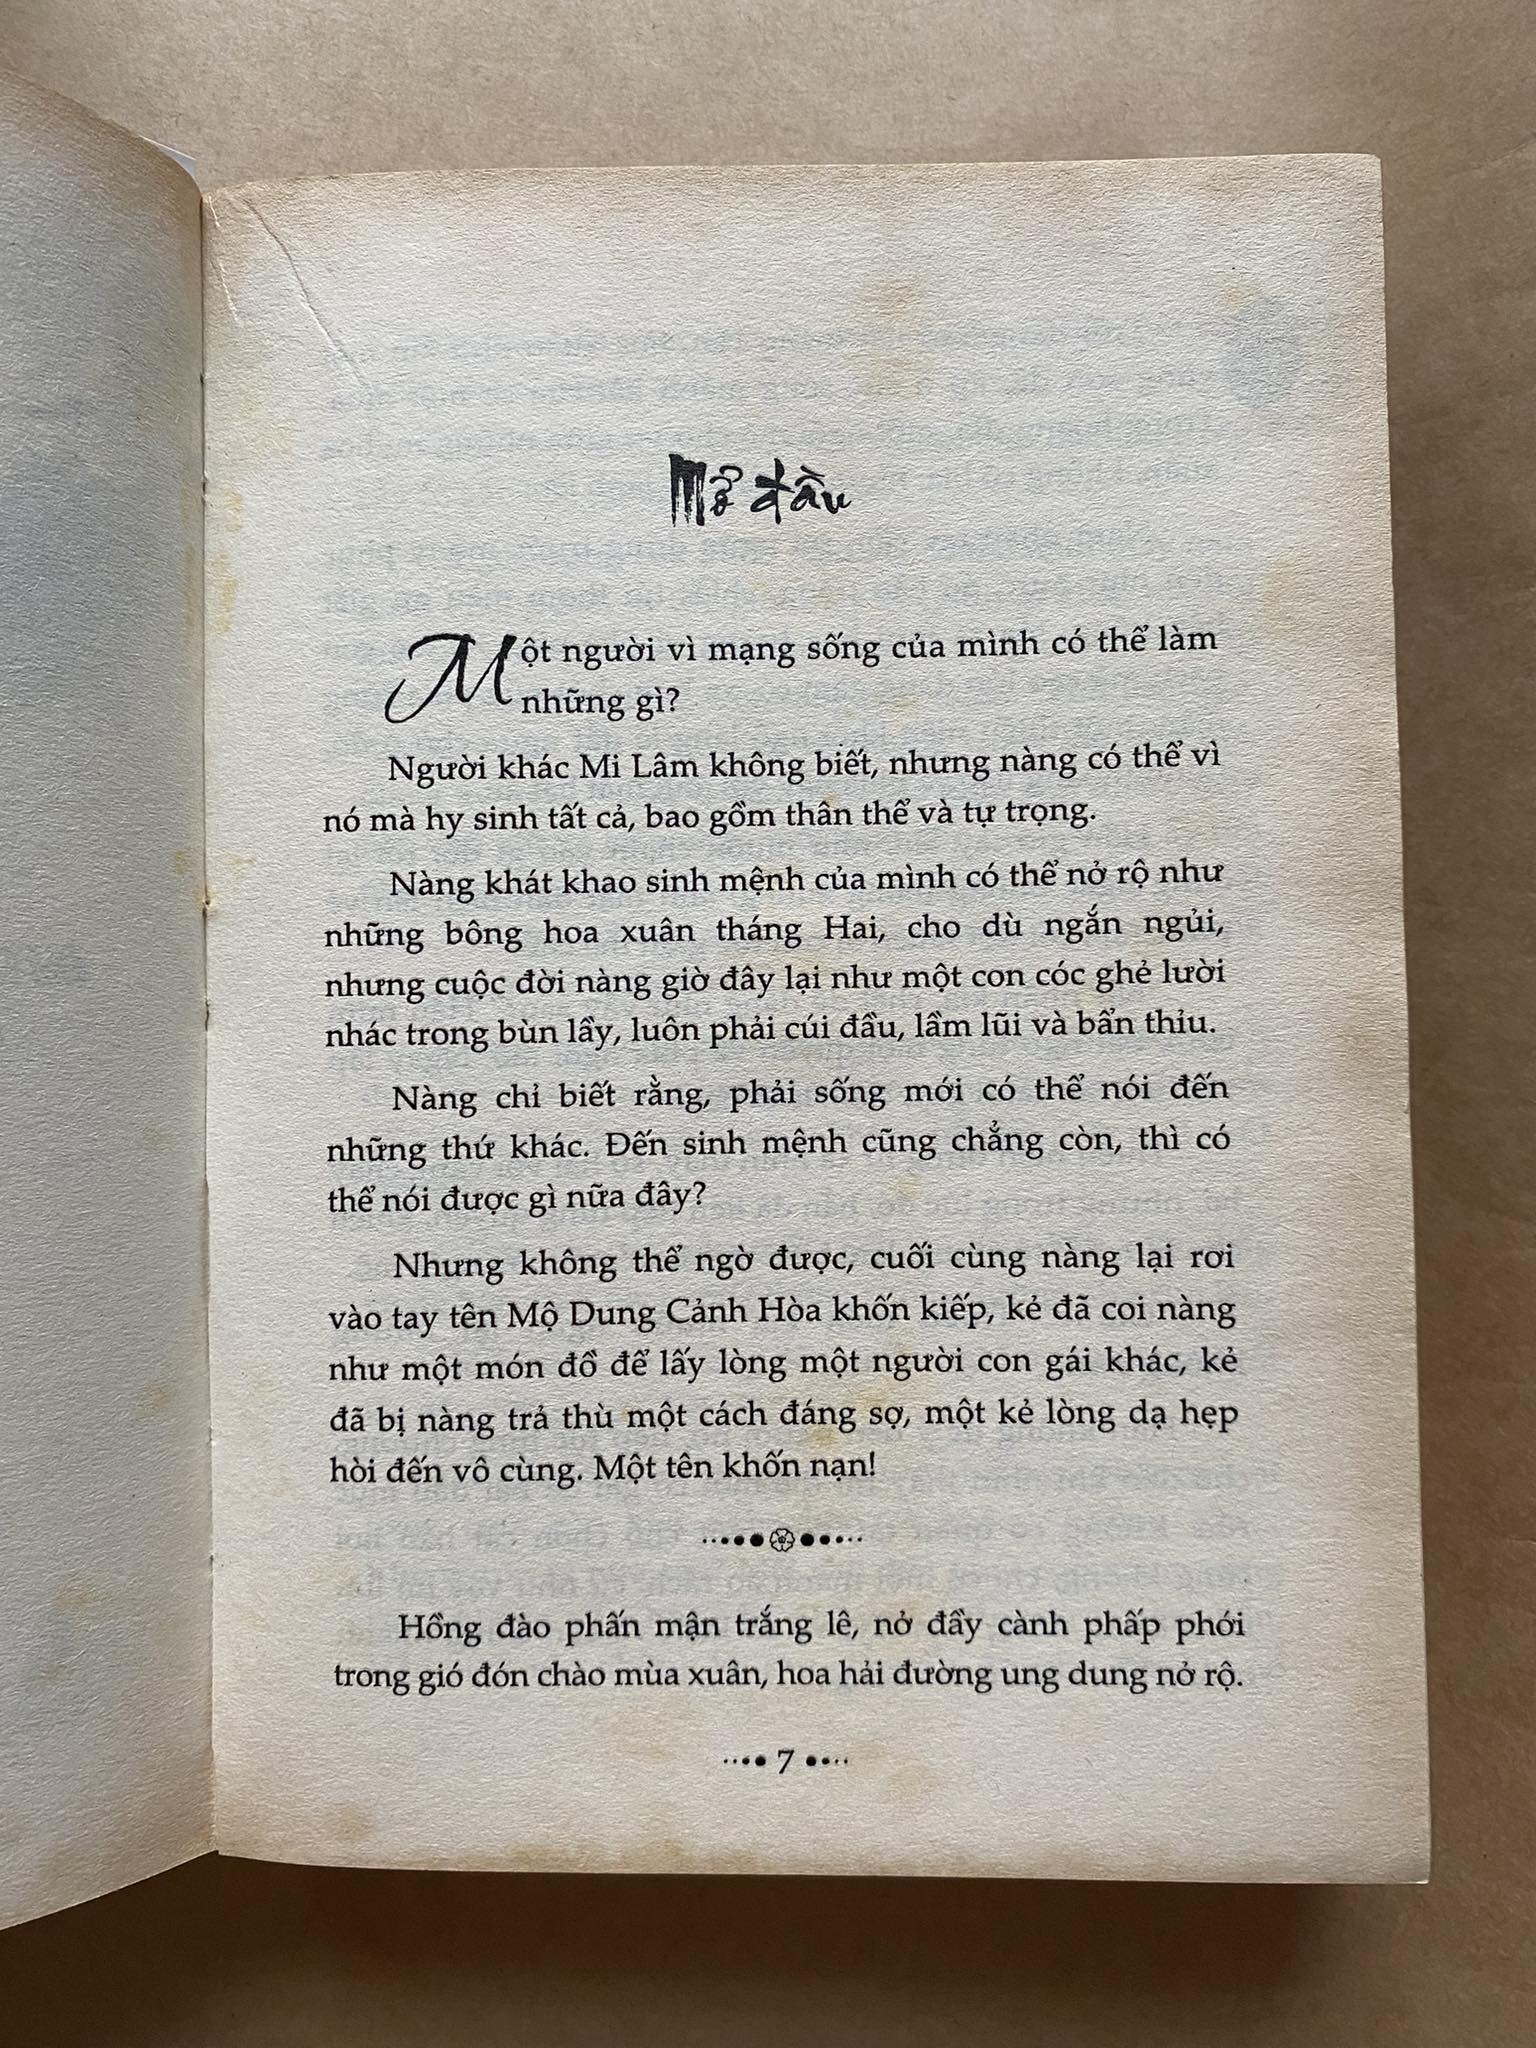 Mở đầu
Một người vì mạng sống của mình có thể làm
những gì?
Người khác Mi Lâm không biết, nhưng nàng có thể vì
nó mà hy sinh tất cả, bao gồm thân thể và tự trọng.
Nàng khát khao sinh mệnh của mình có thể nở rộ như
những bông hoa xuân tháng Hai, cho dù ngắn ngủi,
nhưng cuộc đời nàng giờ đây lại như một con cóc ghẻ lười
nhác trong bùn lầy, luôn phải cúi đầu, lầm lũi và bẩn thỉu.
Nàng chỉ biết rằng, phải sống mới có thể nói đến
những thứ khác. Đến sinh mệnh cũng chẳng còn, thì có
thể nói được gì nữa đây?
Nhưng không thể ngờ được, cuối cùng nàng lại rơi
vào tay tên Mộ Dung Cảnh Hòa khốn kiếp, kẻ đã coi nàng
như một món đồ để lấy lòng một người con gái khác, kẻ
đã bị nàng trả thù một cách đáng sợ, một kẻ lòng dạ hẹp
hòi đến vô cùng. Một tên khốn nạn!
Hồng đào phấn mận trắng lê, nở đầy cành phấp phới
trong gió đón chào mùa xuân, hoa hải đường ung dung nở rộ.
7